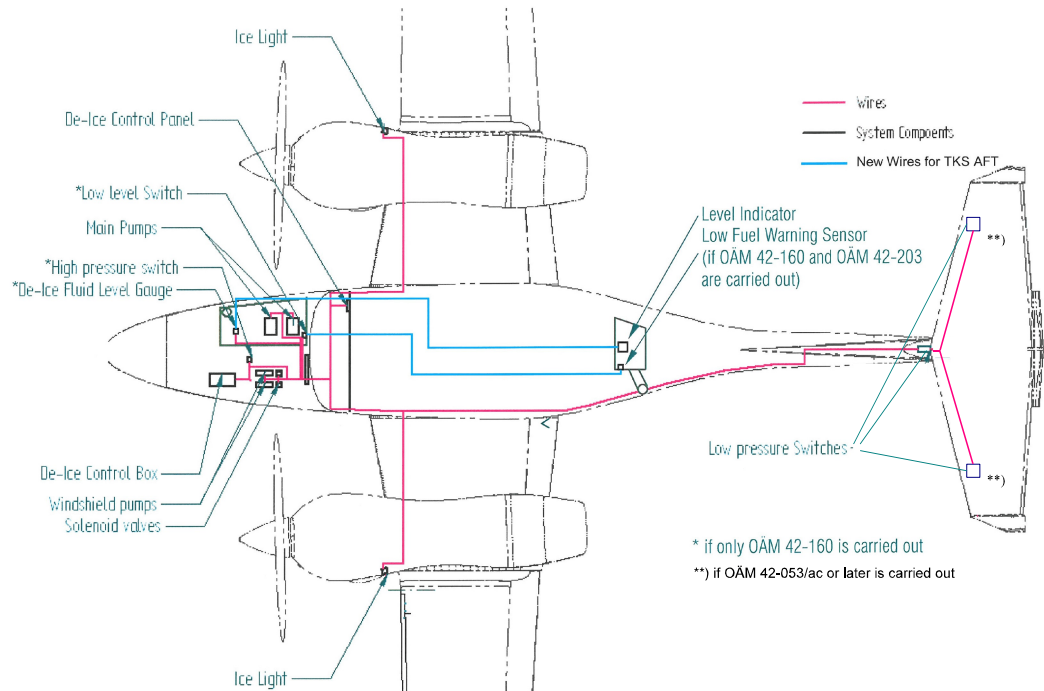 Ice Light
De-Ice Control Panel
*Low level Switch
Main Pumps
*High pressure switch
*De-Ice Fluid Level Gauge
De-Ice Control Box
Windshield pumps
Solenoid valves
Ice Light
Wires
System Compoents
New Wires for TKS AFT
Level Indicator
Low Fuel Warning Sensor
(if OÄM 42-160 and OÄM 42-203
are carried out)
**)
Low pressure Switches
**)
* if only OÄM 42-160 is carried out
**) if OÄM 42-053/ac or later is carried out